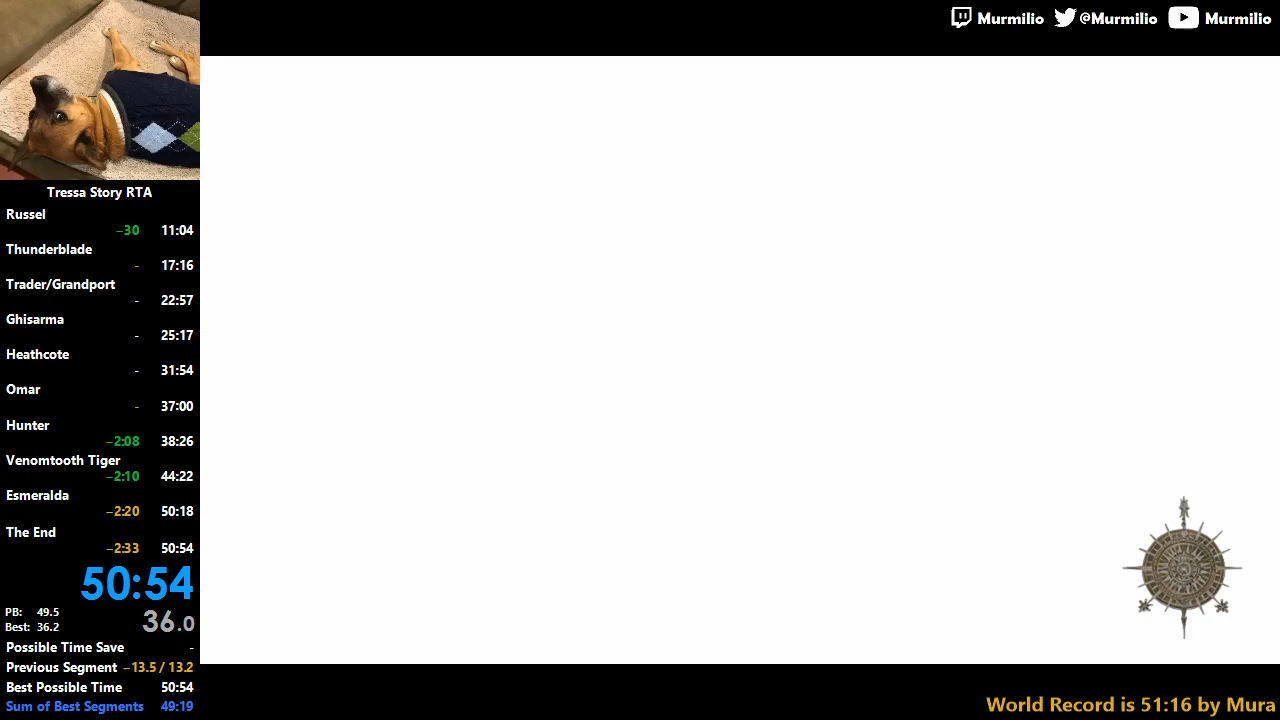 Murmilio @Murmilio Murmilio
Tressa Story RTA
Russel
−30 11:04
Thunderblade
- 17:16
Trader/Grandport
- 22:57
Ghisarma
- 25:17
Heathcote
- 31:54
Omar
- 37:00
Hunter
−2:08 38:26
Venomtooth Tiger
−2:10 44:22
Esmeralda
−2:20 50:18
The End
−2:33 50:54
50:54
PB: 49.5
Best: 36.2
36.0
Possible Time Save -
Previous Segment −13.5 / 13.2
Best Possible Time 50:54
Sum of Best Segments 49:19
World Record is 51:16 by Mura